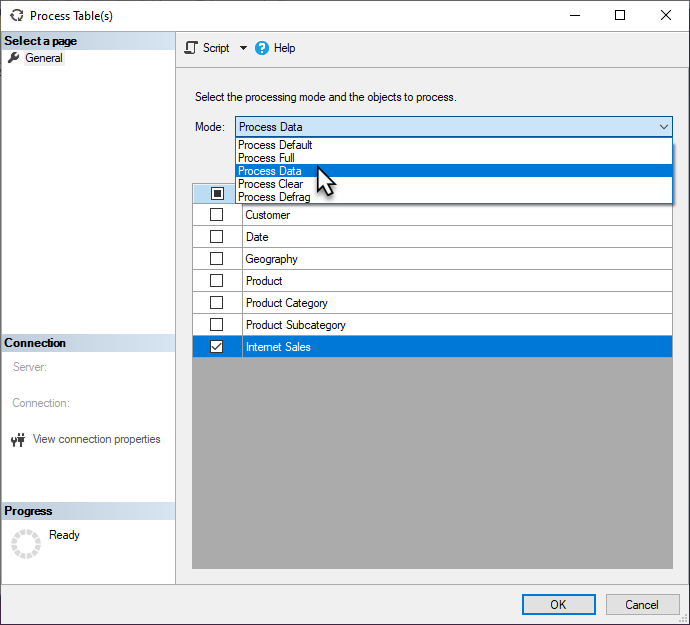 Process Table(s)
Select a page
General
Script
Help
Select the processing mode and the objects to process.
Mode: Process Data
Process Default
Process Full
Process Data
Process Clear
Process Defrag
Customer
Date
Geography
Product
Product Category
Product Subcategory
Internet Sales
Connection
Server:
Connection:
View connection properties
Progress
Ready
OK
Cancel